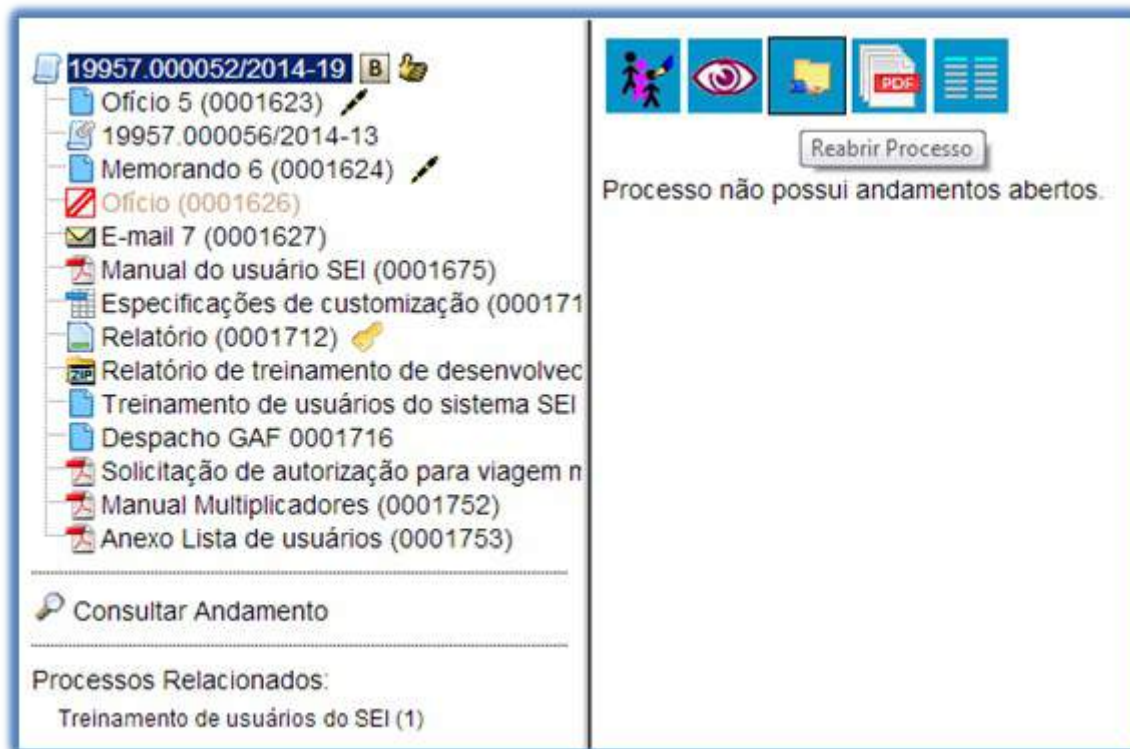 19957.000052/2014-19 B
Ofício 5 (0001623)
19957.000056/2014-13
Memorando 6 (0001624)
Ofício (0001626)
E-mail 7 (0001627)
Manual do usuário SEI (0001675)
Especificações de customização (000171
Relatório (0001712)
ZIP Relatório de treinamento de desenvolvec
Treinamento de usuários do sistema SEI
Despacho GAF 0001716
Solicitação de autorização para viagem n
Manual Multiplicadores (0001752)
Anexo Lista de usuários (0001753)
Consultar Andamento
Processos Relacionados:
Treinamento de usuários do SEI (1)
PDF
Reabrir Processo
Processo não possui andamentos abertos.